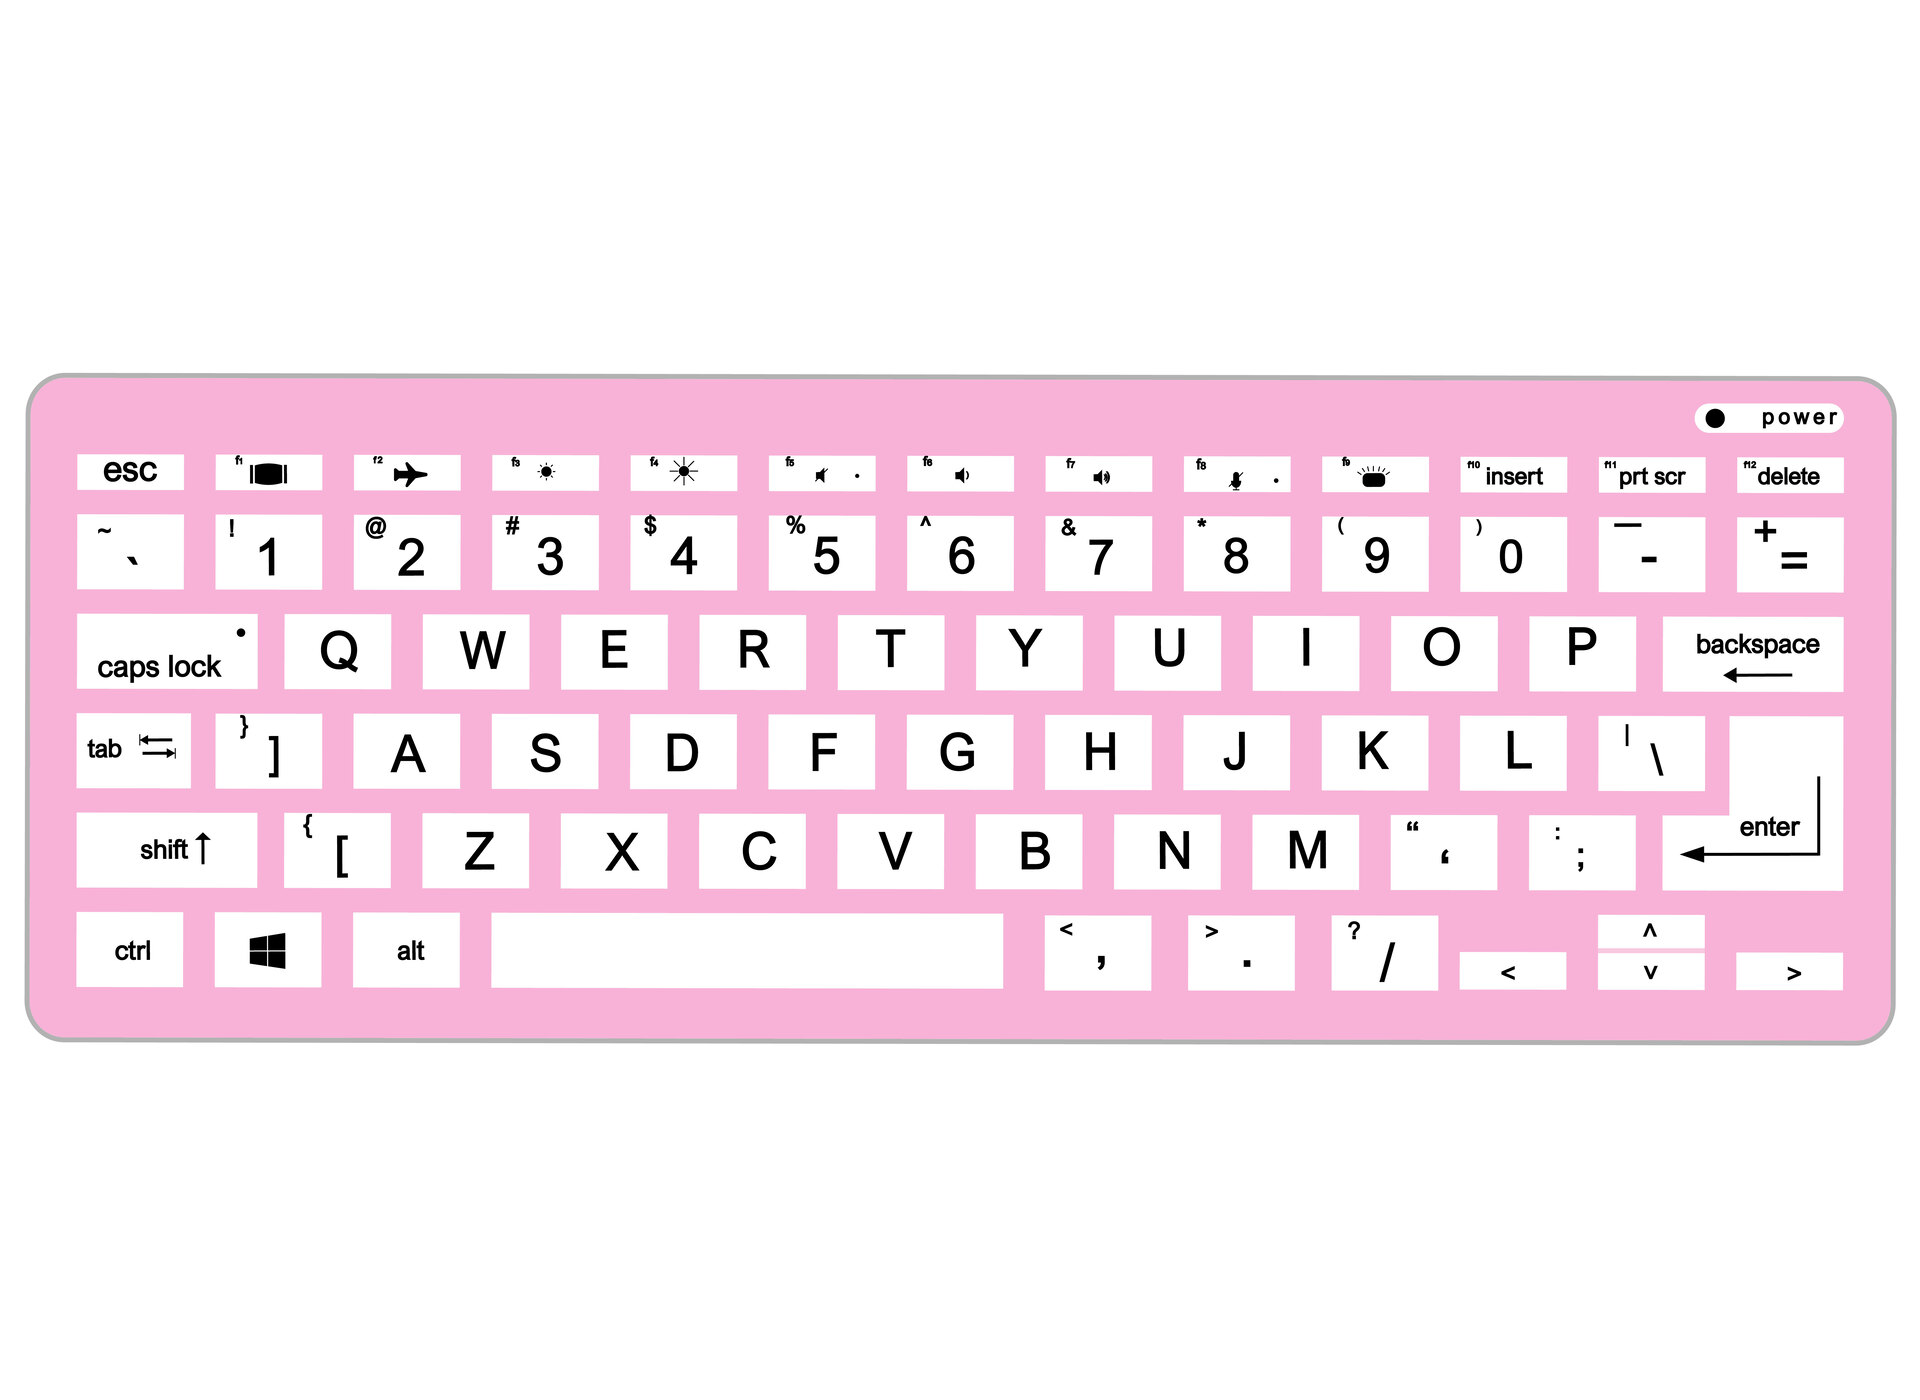 power
esc f1 f2 f3 f4 f5 f6 f7 f8 f9 f10 insert f11 prt scr f12 delete
~ ` ! 1 @ 2 # 3 $ 4 % 5 ^ 6 & 7 * 8 ( 9 ) 0 — - + =
caps lock Q W E R T Y U I O P backspace
tab } ] A S D F G H J K L | \
shift { [ Z X C V B N M “ ‘ : ; enter
ctrl alt < , > . ? / < ^ v >